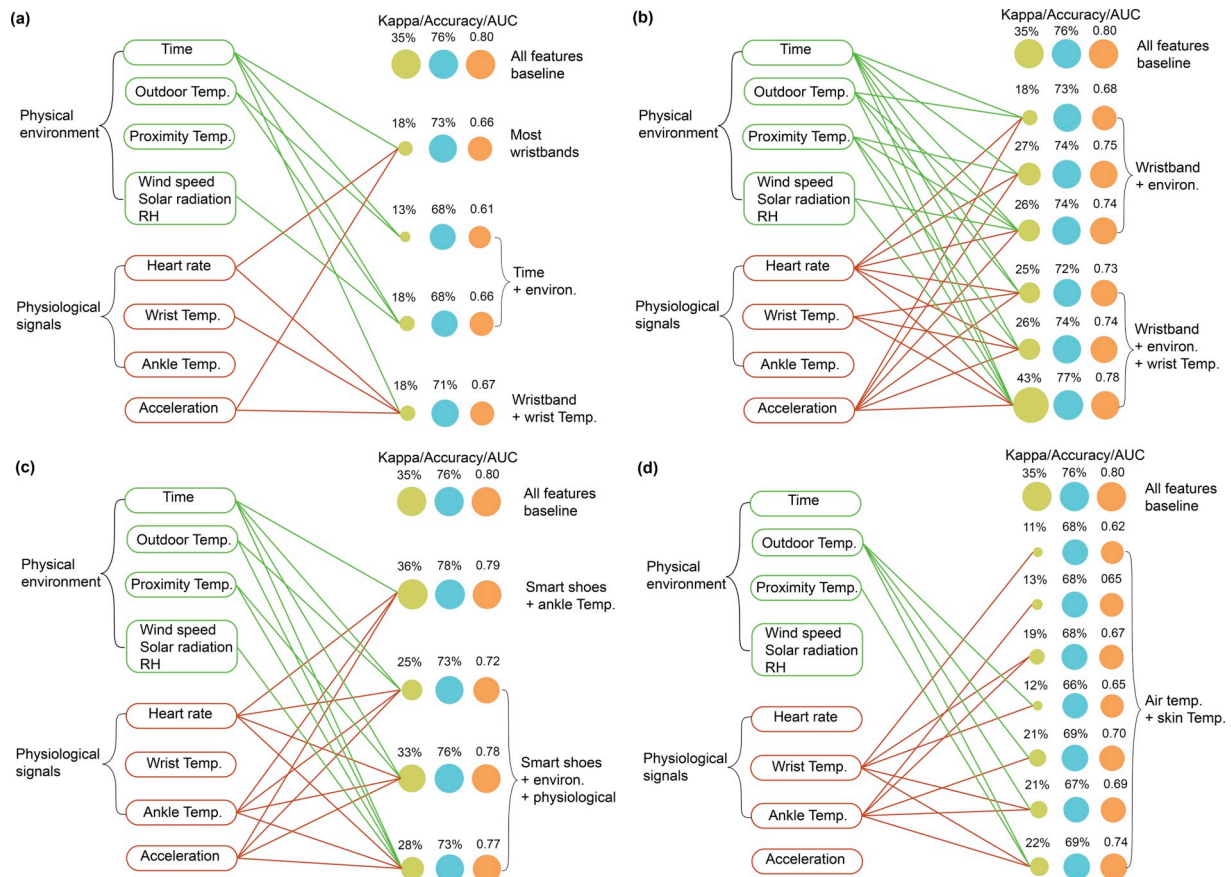 (a)
Kappa/Accuracy/AUC
35% 76% 0.80
All features
baseline
Time
Outdoor Temp.
Physical
environment
Proximity Temp.
Wind speed
Solar radiation
RH
18% 73% 0.66
Most
wristbands
13% 68% 0.61
Time
+ environ.
18% 68% 0.66
Heart rate
Physiological
signals
Wrist Temp.
Ankle Temp.
Acceleration
18% 71% 0.67
Wristband
+ wrist Temp.
(b)
Kappa/Accuracy/AUC
35% 76% 0.80
All features
baseline
Time
Outdoor Temp.
Physical
environment
Proximity Temp.
Wind speed
Solar radiation
RH
18% 73% 0.68
27% 74% 0.75
Wristband
+ environ.
26% 74% 0.74
Heart rate
Physiological
signals
Wrist Temp.
Ankle Temp.
Acceleration
25% 72% 0.73
26% 74% 0.74
Wristband
+ environ.
+ wrist Temp.
43% 77% 0.78
(c)
Kappa/Accuracy/AUC
35% 76% 0.80
All features
baseline
Time
Outdoor Temp.
Physical
environment
Proximity Temp.
Wind speed
Solar radiation
RH
36% 78% 0.79
Smart shoes
+ ankle Temp.
25% 73% 0.72
Heart rate
Physiological
signals
Wrist Temp.
Ankle Temp.
Acceleration
33% 76% 0.78
Smart shoes
+ environ.
+ physiological
28% 73% 0.77
(d)
Kappa/Accuracy/AUC
35% 76% 0.80
All features
baseline
Time
Outdoor Temp.
Physical
environment
Proximity Temp.
Wind speed
Solar radiation
RH
11% 68% 0.62
13% 68% 065
19% 68% 0.67
12% 66% 0.65
Air temp.
+ skin Temp.
Heart rate
Physiological
signals
Wrist Temp.
Ankle Temp.
Acceleration
21% 69% 0.70
21% 67% 0.69
22% 69% 0.74